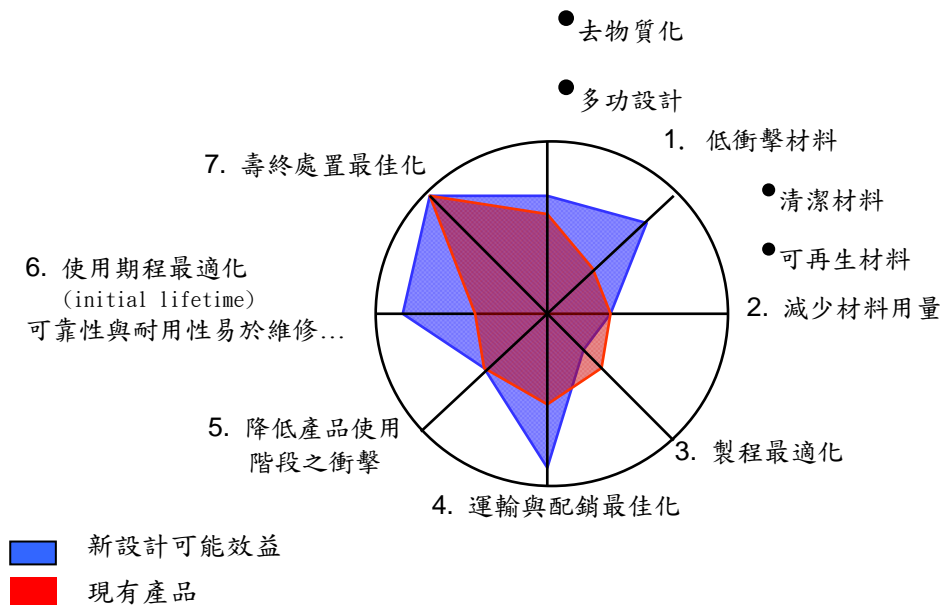 ●去物質化
●多功設計
1. 低衝擊材料
7. 壽終處置最佳化
●清潔材料
●可再生材料
6. 使用期程最適化
(initial lifetime)
可靠性與耐用性易於維修…
2. 減少材料用量
5. 降低產品使用
階段之衝擊
3. 製程最適化
4. 運輸與配銷最佳化
新設計可能效益
現有產品